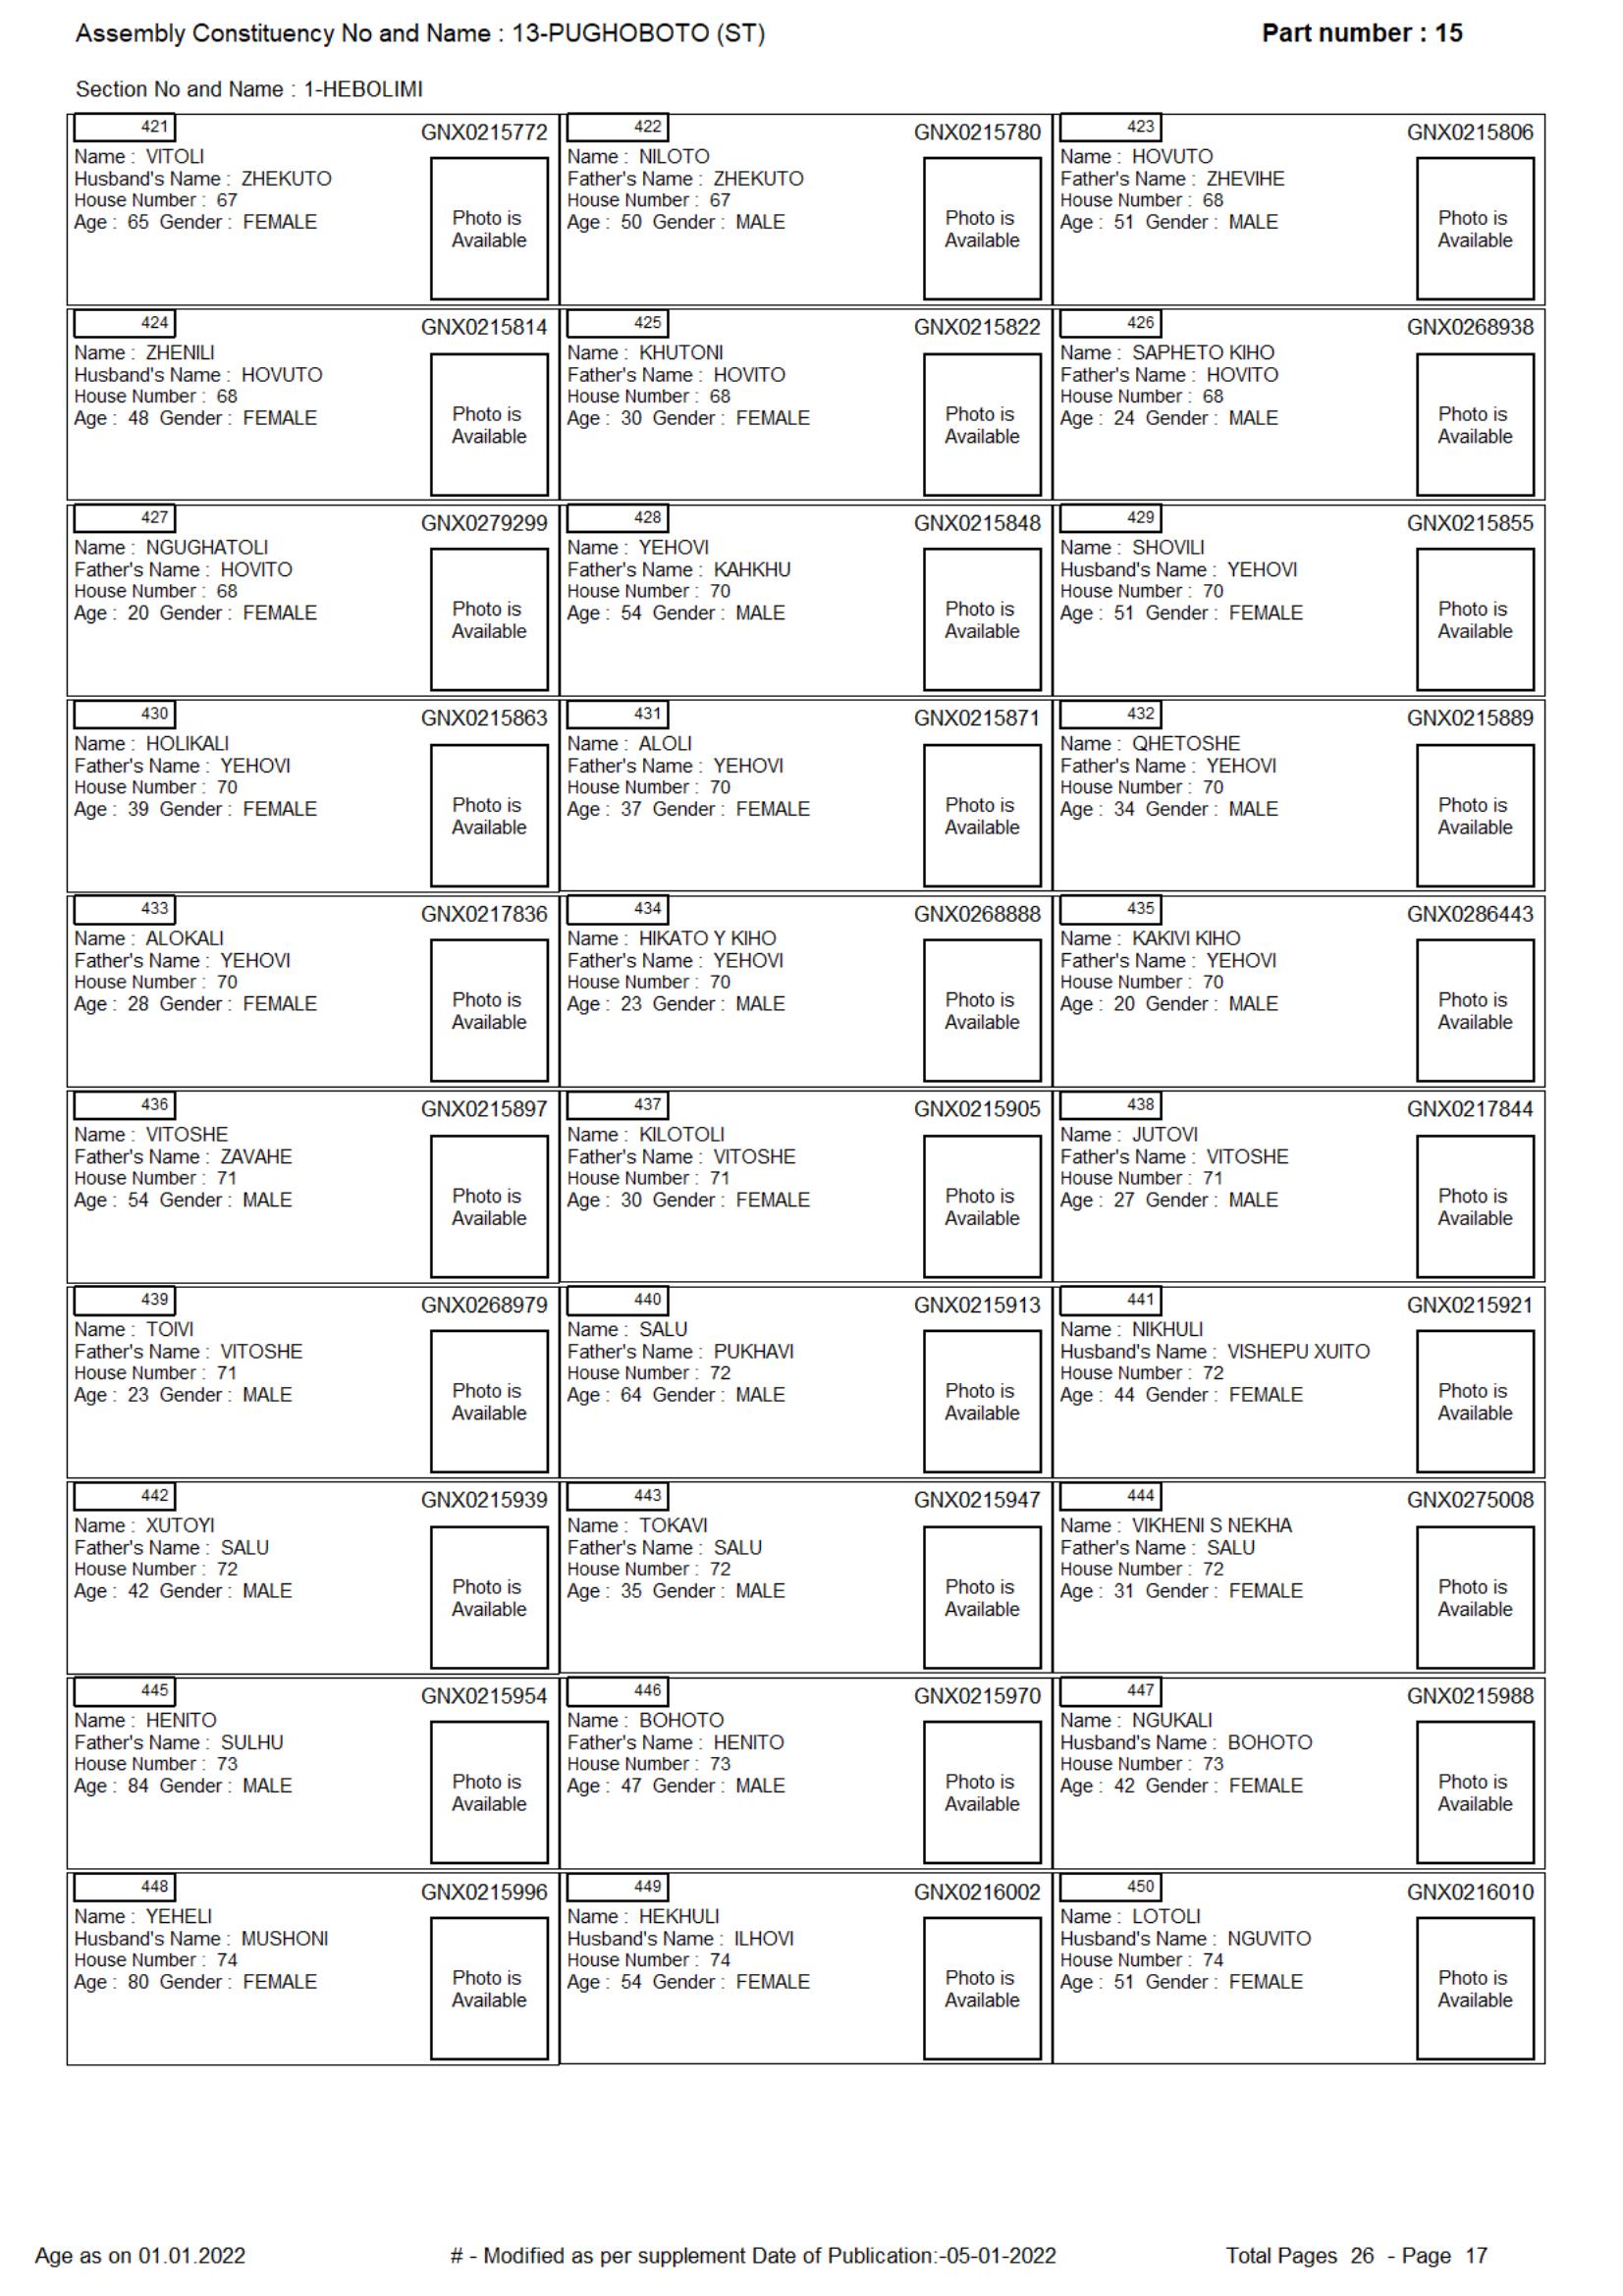 Assembly Constituency No and Name : 13-PUGHOBOTO (ST)
Part number : 15
Section No and Name : 1-HEBOLIMI
421
GNX0215772
Name : VITOLI
Husband's Name : ZHEKUTO
House Number : 67
Age : 65 Gender : FEMALE
Photo is
Available
422
GNX0215780
Name : NILOTO
Father's Name : ZHEKUTO
House Number : 67
Age : 50 Gender : MALE
Photo is
Available
423
GNX0215806
Name : HOVUTO
Father's Name : ZHEVIHE
House Number : 68
Age : 51 Gender : MALE
Photo is
Available
424
GNX0215814
Name : ZHENILI
Husband's Name : HOVUTO
House Number : 68
Age : 48 Gender : FEMALE
Photo is
Available
425
GNX0215822
Name : KHUTONI
Father's Name : HOVITO
House Number : 68
Age : 30 Gender : FEMALE
Photo is
Available
426
GNX0268938
Name : SAPHETO KIHO
Father's Name : HOVITO
House Number : 68
Age : 24 Gender : MALE
Photo is
Available
427
GNX0279299
Name : NGUGHATOLI
Father's Name : HOVITO
House Number : 68
Age : 20 Gender : FEMALE
Photo is
Available
428
GNX0215848
Name : YEHOVI
Father's Name : KAHKHU
House Number : 70
Age : 54 Gender : MALE
Photo is
Available
429
GNX0215855
Name : SHOVILI
Husband's Name : YEHOVI
House Number : 70
Age : 51 Gender : FEMALE
Photo is
Available
430
GNX0215863
Name : HOLIKALI
Father's Name : YEHOVI
House Number : 70
Age : 39 Gender : FEMALE
Photo is
Available
431
GNX0215871
Name : ALOLI
Father's Name : YEHOVI
House Number : 70
Age : 37 Gender : FEMALE
Photo is
Available
432
GNX0215889
Name : QHETOSHE
Father's Name : YEHOVI
House Number : 70
Age : 34 Gender : MALE
Photo is
Available
433
GNX0217836
Name : ALOKALI
Father's Name : YEHOVI
House Number : 70
Age : 28 Gender : FEMALE
Photo is
Available
434
GNX0268888
Name : HIKATO Y KIHO
Father's Name : YEHOVI
House Number : 70
Age : 23 Gender : MALE
Photo is
Available
435
GNX0286443
Name : KAKIVI KIHO
Father's Name : YEHOVI
House Number : 70
Age : 20 Gender : MALE
Photo is
Available
436
GNX0215897
Name : VITOSHE
Father's Name : ZAVAHE
House Number : 71
Age : 54 Gender : MALE
Photo is
Available
437
GNX0215905
Name : KILOTOLI
Father's Name : VITOSHE
House Number : 71
Age : 30 Gender : FEMALE
Photo is
Available
438
GNX0217844
Name : JUTOVI
Father's Name : VITOSHE
House Number : 71
Age : 27 Gender : MALE
Photo is
Available
439
GNX0268979
Name : TOIVI
Father's Name : VITOSHE
House Number : 71
Age : 23 Gender : MALE
Photo is
Available
440
GNX0215913
Name : SALU
Father's Name : PUKHAVI
House Number : 72
Age : 64 Gender : MALE
Photo is
Available
441
GNX0215921
Name : NIKHULI
Husband's Name : VISHEPU XUITO
House Number : 72
Age : 44 Gender : FEMALE
Photo is
Available
442
GNX0215939
Name : XUTOYI
Father's Name : SALU
House Number : 72
Age : 42 Gender : MALE
Photo is
Available
443
GNX0215947
Name : TOKAVI
Father's Name : SALU
House Number : 72
Age : 35 Gender : MALE
Photo is
Available
444
GNX0275008
Name : VIKHENI S NEKHA
Father's Name : SALU
House Number : 72
Age : 31 Gender : FEMALE
Photo is
Available
445
GNX0215954
Name : HENITO
Father's Name : SULHU
House Number : 73
Age : 84 Gender : MALE
Photo is
Available
446
GNX0215970
Name : BOHOTO
Father's Name : HENITO
House Number : 73
Age : 47 Gender : MALE
Photo is
Available
447
GNX0215988
Name : NGUKALI
Husband's Name : BOHOTO
House Number : 73
Age : 42 Gender : FEMALE
Photo is
Available
448
GNX0215996
Name : YEHELI
Husband's Name : MUSHONI
House Number : 74
Age : 80 Gender : FEMALE
Photo is
Available
449
GNX0216002
Name : HEKHULI
Husband's Name : ILHOVI
House Number : 74
Age : 54 Gender : FEMALE
Photo is
Available
450
GNX0216010
Name : LOTOLI
Husband's Name : NGUVITO
House Number : 74
Age : 51 Gender : FEMALE
Photo is
Available
Age as on 01.01.2022
# - Modified as per supplement Date of Publication:-05-01-2022
Total Pages 26 - Page 17